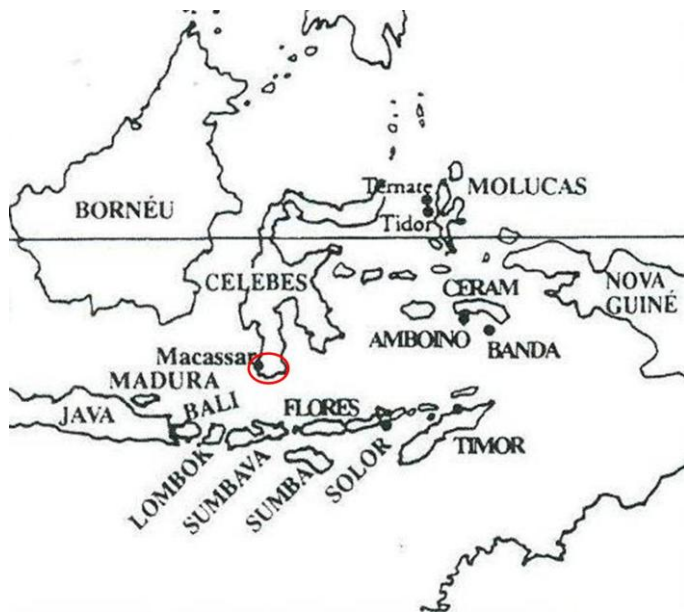 Ternate
MOLUCAS
BORNÉU
Tidor
CELEBES
NOVA
GUINÉ
CERAM
AMBOINO
BANDA
Macassar
MADURA
BALI
FLORES
JAVA
TIMOR
LOMBOK
SUMBAVA
SUMBA
SOLOR